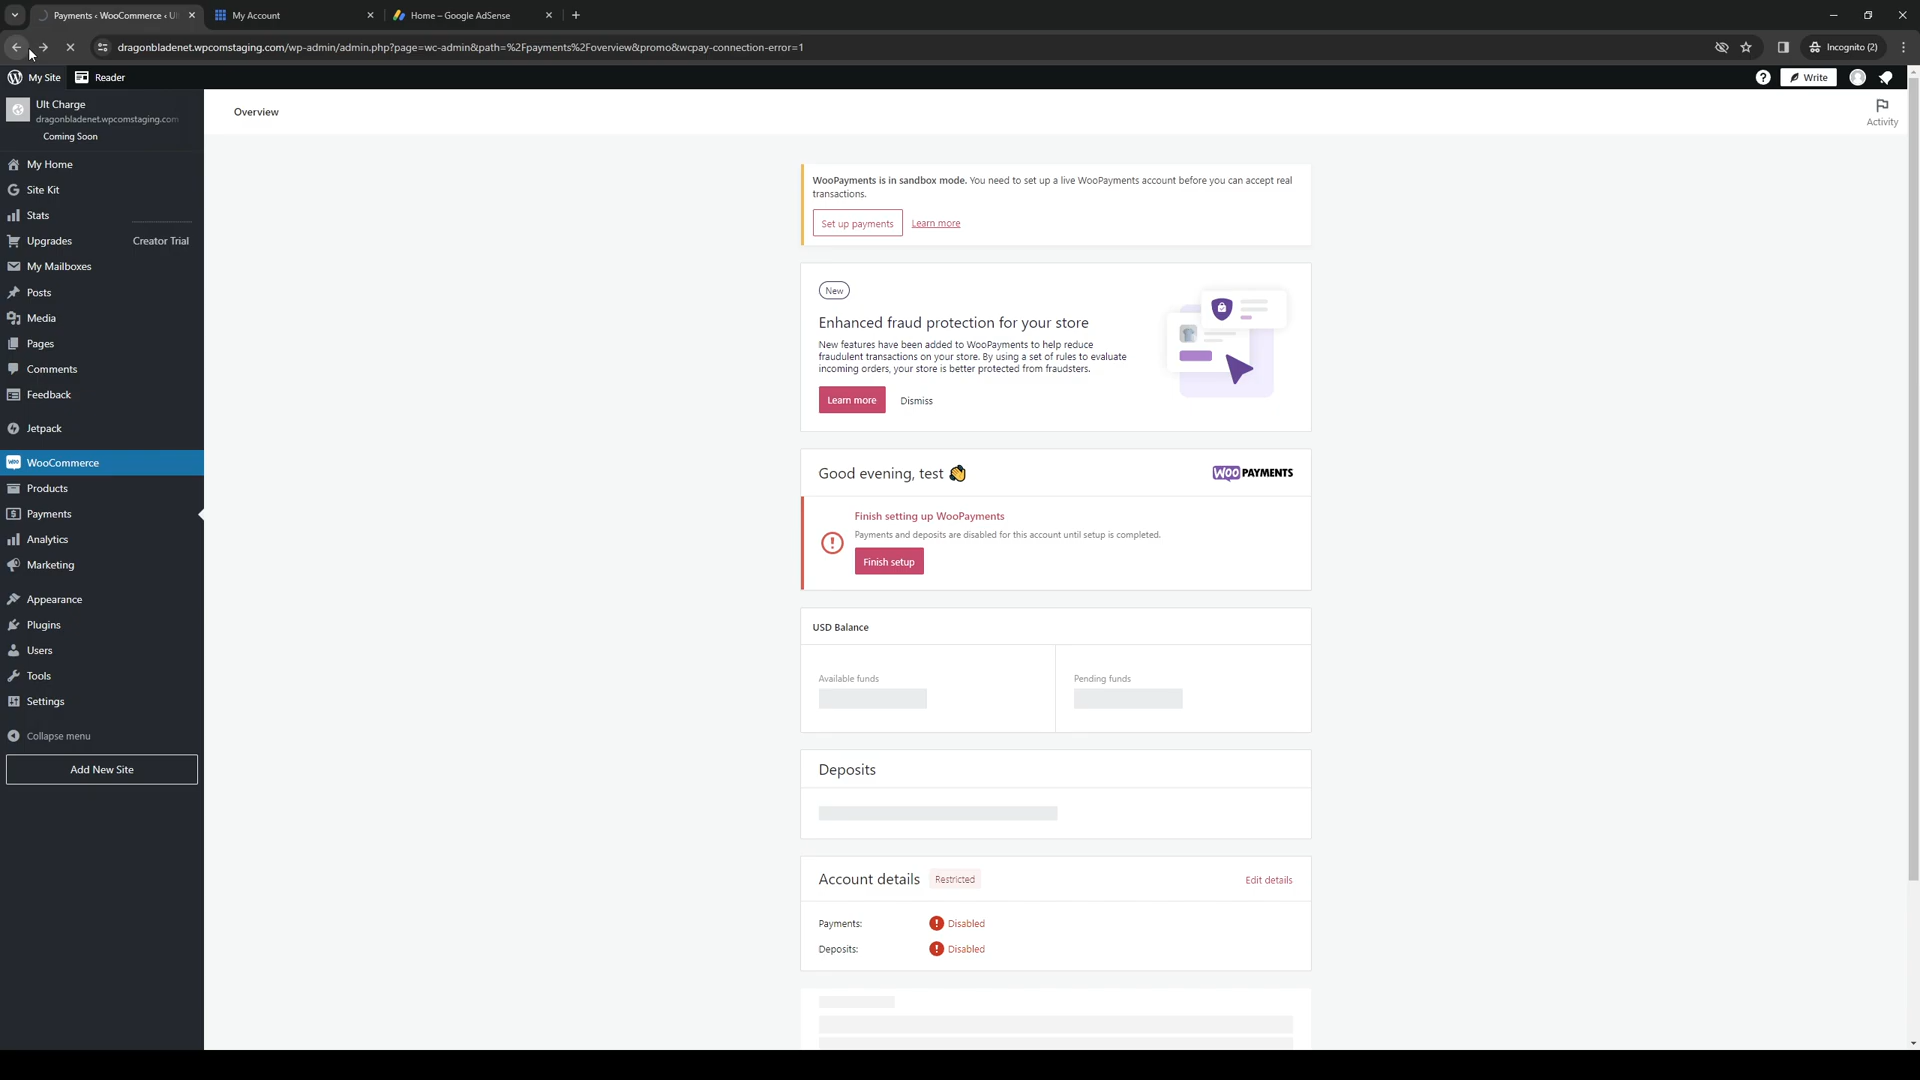 Payments ‹ WooCommerce ‹ Ul
My Account
Home – Google AdSense
dragonbladenet.wpcomstaging.com/wp-admin/admin.php?page=wc-admin&path=%2Fpayments%2Foverview&promo&wcpay-connection-error=1
Incognito (2)
My Site
Reader
Write
Ult Charge
dragonbladenet.wpcomstaging.com
Coming Soon
My Home
Site Kit
Stats
Upgrades
Creator Trial
My Mailboxes
Posts
Media
Pages
Comments
Feedback
Jetpack
WooCommerce
Products
Payments
Analytics
Marketing
Appearance
Plugins
Users
Tools
Settings
Collapse menu
Add New Site
Overview
Activity
WooPayments is in sandbox mode. You need to set up a live WooPayments account before you can accept real
transactions.
Set up payments
Learn more
New
Enhanced fraud protection for your store
New features have been added to WooPayments to help reduce
fraudulent transactions on your store. By using a set of rules to evaluate
incoming orders, your store is better protected from fraudsters.
Learn more
Dismiss
Good evening, test 👋
WOO PAYMENTS
Finish setting up WooPayments
Payments and deposits are disabled for this account until setup is completed.
Finish setup
USD Balance
Available funds
Pending funds
Deposits
Account details
Restricted
Edit details
Payments:
Disabled
Deposits:
Disabled